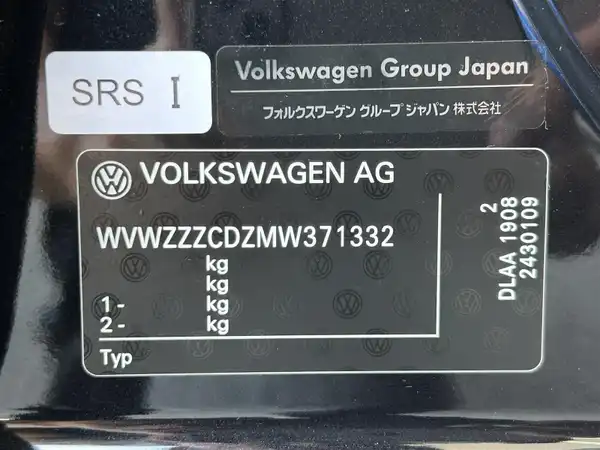 SRS I
Volkswagen Group Japan
フォルクスワーゲン グループ ジャパン 株式会社
VOLKSWAGEN AG
WVWZZZCDZMW371332
kg
kg
1- kg
2- kg
Typ
2
DLAA 1908
2430109